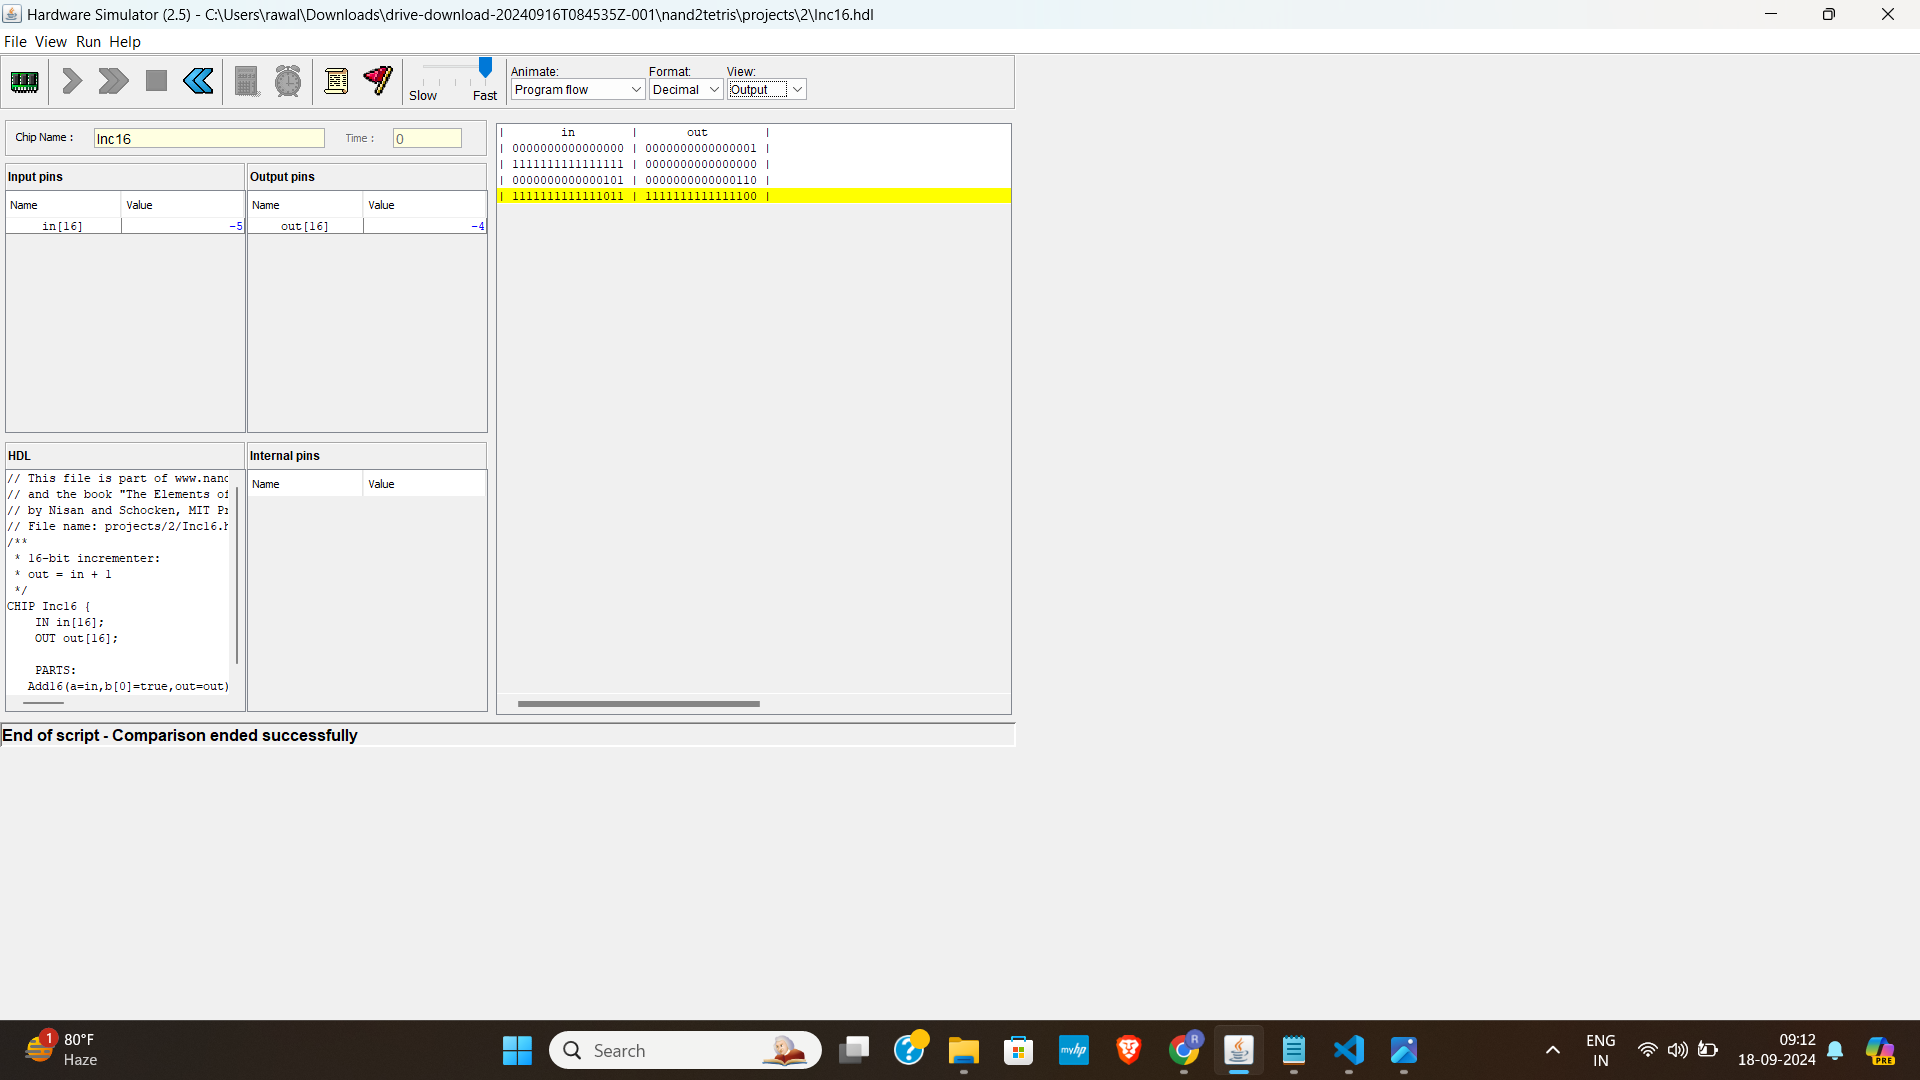 Hardware Simulator (2.5) - C:\Users\rawal\Downloads\drive-download-20240916T084535Z-001\nand2tetris\projects\2\Inc16.hdl
File View Run Help
Slow Fast
Animate: Format: View:
Program flow Decimal Output
Chip Name : Inc16 Time : 0
Input pins
Name Value
in[16] -5
Output pins
Name Value
out[16] -4
| in | out |
| 0000000000000000 | 0000000000000001 |
| 1111111111111111 | 0000000000000000 |
| 0000000000000101 | 0000000000000110 |
| 1111111111111011 | 1111111111111100 |
HDL
// This file is part of www.nand
// and the book "The Elements of
// by Nisan and Schocken, MIT Pr
// File name: projects/2/Inc16.h
/**
* 16-bit incrementer:
* out = in + 1
*/
CHIP Inc16 {
IN in[16];
OUT out[16];
PARTS:
Add16(a=in,b[0]=true,out=out)
Internal pins
Name Value
End of script - Comparison ended successfully
1
80°F
Haze
Search
myhp
R
ENG
IN
09:12
18-09-2024
PRE